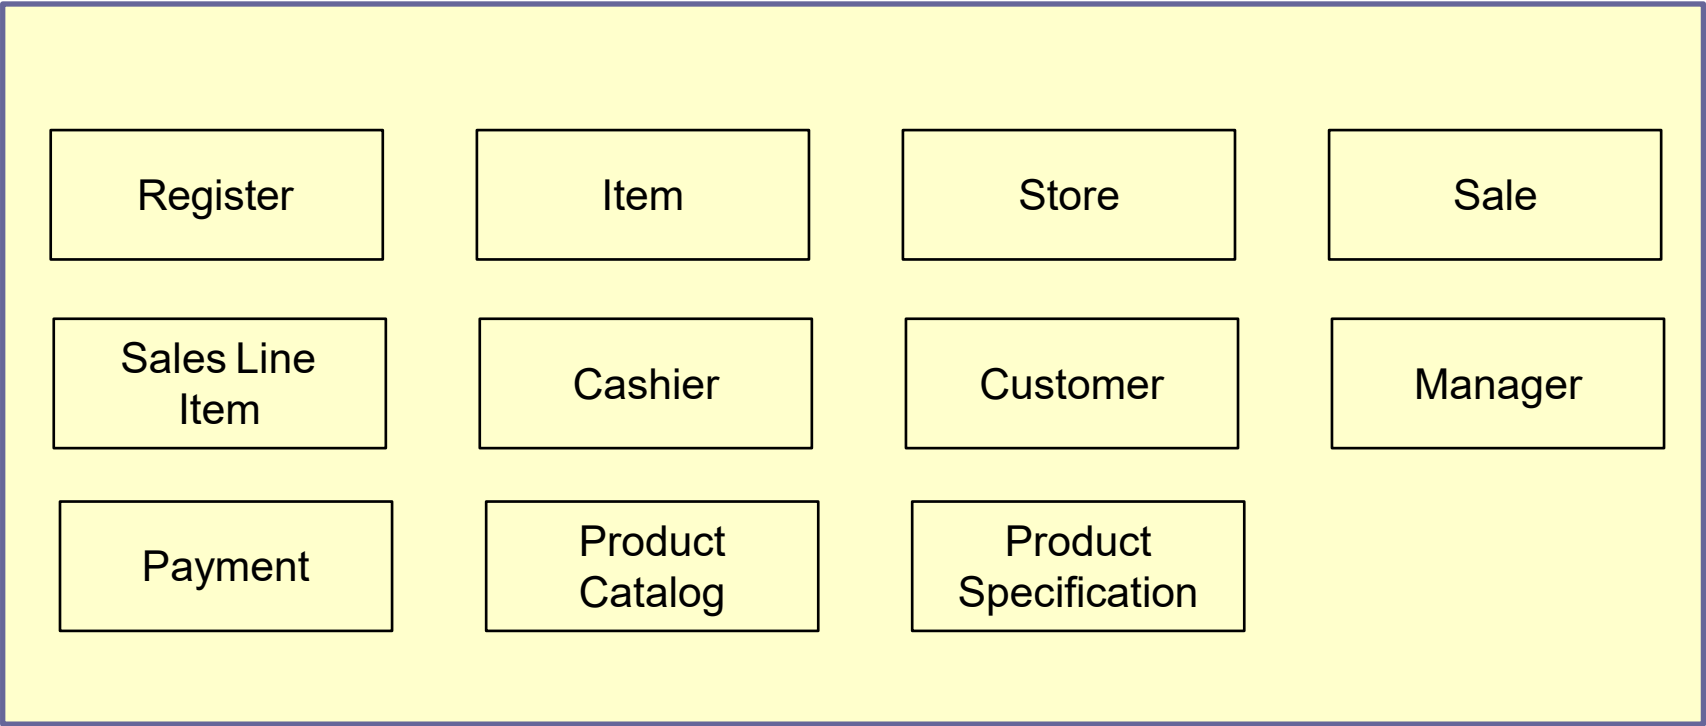 Register
Item
Store
Sale
Sales Line
Item
Cashier
Customer
Manager
Payment
Product
Catalog
Product
Specification